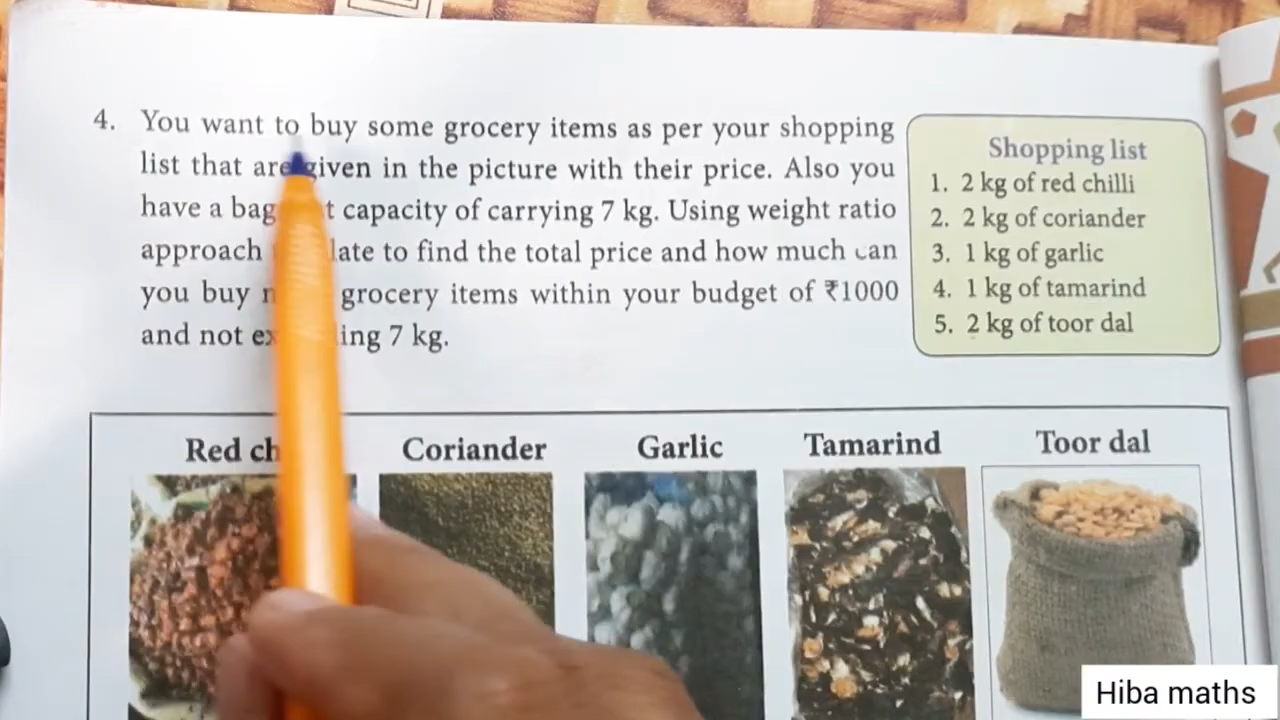 4. You want to buy some grocery items as per your shopping
list that are given in the picture with their price. Also you
have a bag capacity of carrying 7 kg. Using weight ratio
approach to find the total price and how much can
you buy grocery items within your budget of ₹1000
and not 7 kg.
Shopping list
1. 2 kg of red chilli
2. 2 kg of coriander
3. 1 kg of garlic
4. 1 kg of tamarind
5. 2 kg of toor dal
Red Coriander Garlic Tamarind Toor dal
Hiba maths